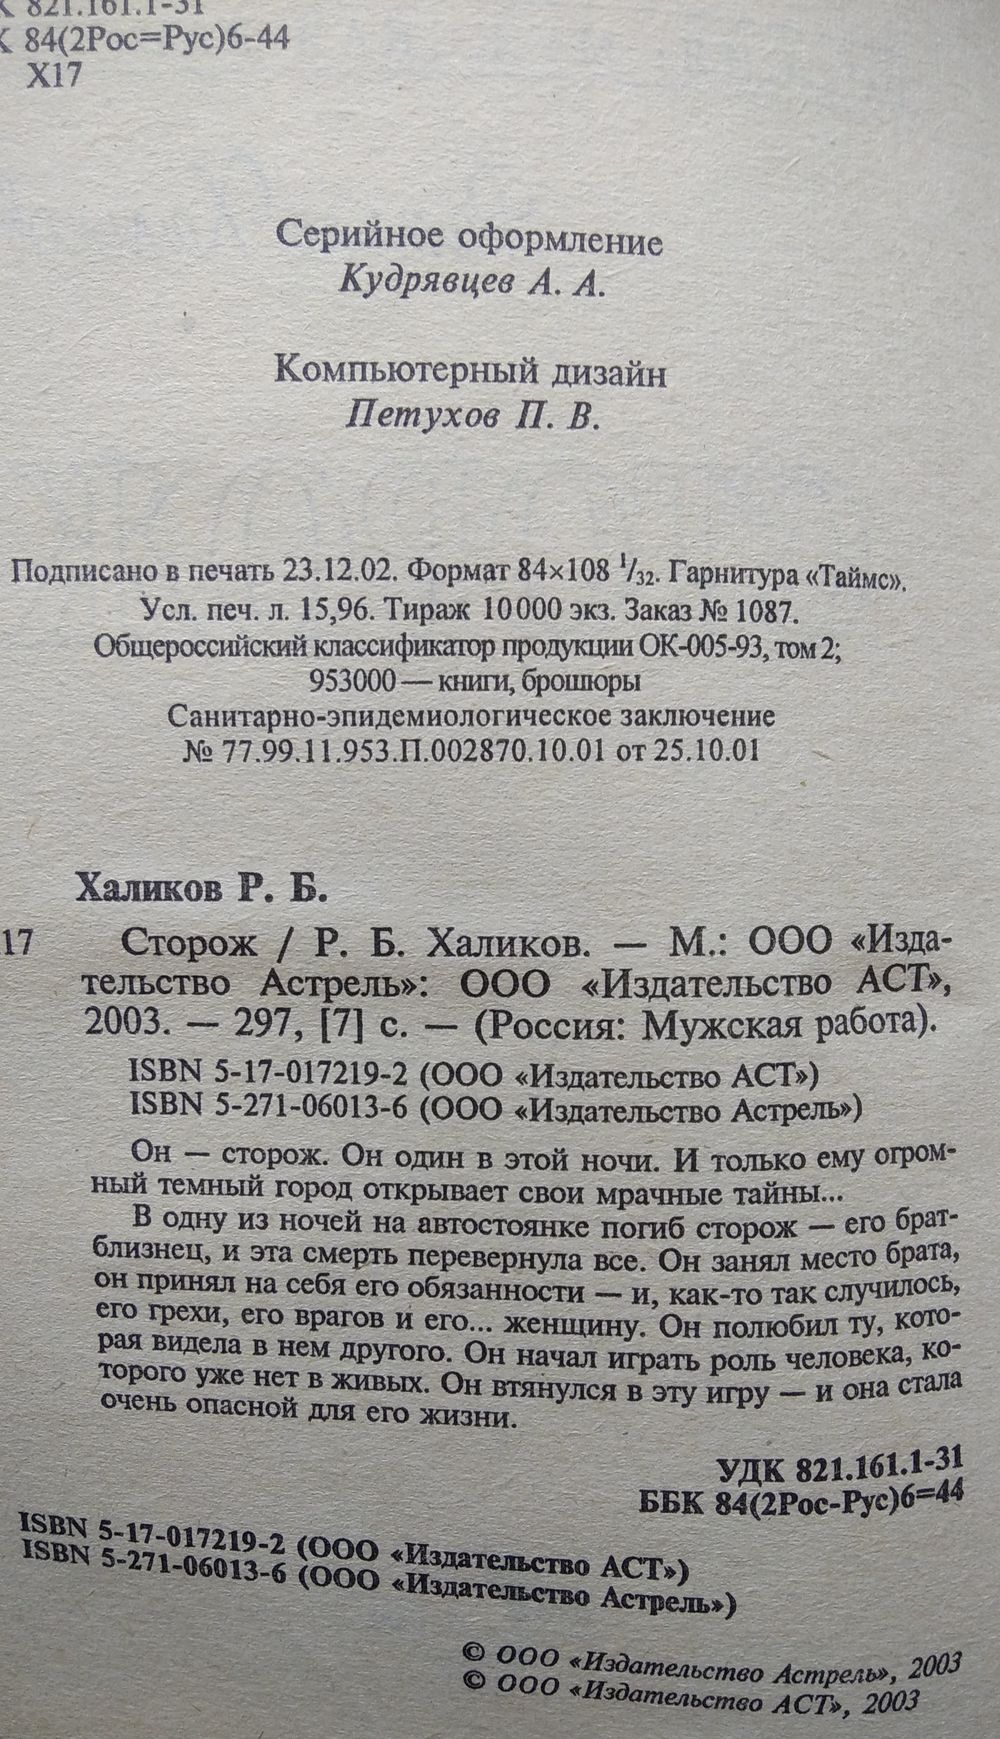 К 821.161.1-31
К 84(2Рос=Рус)6-44
Х17
Серийное оформление
Кудрявцев А. А.
Компьютерный дизайн
Петухов П. В.
Подписано в печать 23.12.02. Формат 84×108 1/32. Гарнитура «Таймс».
Усл. печ. л. 15,96. Тираж 10 000 экз. Заказ № 1087.
Общероссийский классификатор продукции ОК-005-93, том 2;
953000 — книги, брошюры
Санитарно-эпидемиологическое заключение
№ 77.99.11.953.П.002870.10.01 от 25.10.01
Халиков Р. Б.
17 Сторож / Р. Б. Халиков. — М.: ООО «Изда-
тельство Астрель»: ООО «Издательство АСТ»,
2003. — 297, [7] с. — (Россия: Мужская работа).
ISBN 5-17-017219-2 (ООО «Издательство АСТ»)
ISBN 5-271-06013-6 (ООО «Издательство Астрель»)
Он — сторож. Он один в этой ночи. И только ему огром-
ный темный город открывает свои мрачные тайны...
В одну из ночей на автостоянке погиб сторож — его брат-
близнец, и эта смерть перевернула все. Он занял место брата,
он принял на себя его обязанности — и, как-то так случилось,
его грехи, его врагов и его... женщину. Он полюбил ту, кото-
рая видела в нем другого. Он начал играть роль человека, ко-
торого уже нет в живых. Он втянулся в эту игру — и она стала
очень опасной для его жизни.
УДК 821.161.1-31
ББК 84(2Рос-Рус)6=44
ISBN 5-17-017219-2 (ООО «Издательство АСТ»)
ISBN 5-271-06013-6 (ООО «Издательство Астрель»)
© ООО «Издательство Астрель», 2003
© ООО «Издательство АСТ», 2003